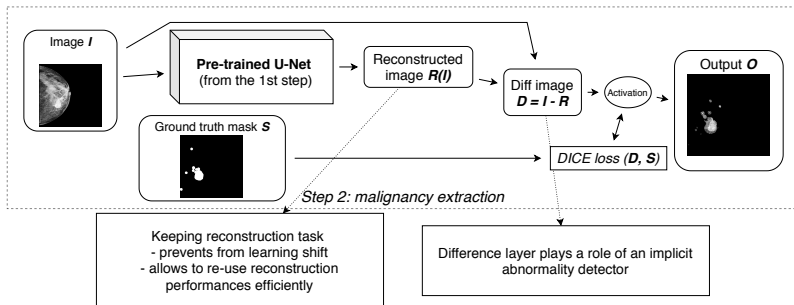 Image I
Pre-trained U-Net
(from the 1st step)
Reconstructed
image R(I)
Diff image
D = I - R
Activation
Output O
Ground truth mask S
DICE loss (D, S)
Step 2: malignancy extraction
Keeping reconstruction task
- prevents from learning shift
- allows to re-use reconstruction
performances efficiently
Difference layer plays a role of an implicit
abnormality detector